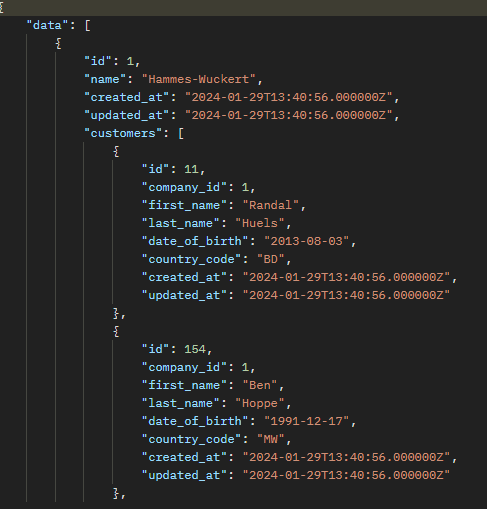 {
    "data": [
        {
            "id": 1,
            "name": "Hammes-Wuckert",
            "created_at": "2024-01-29T13:40:56.000000Z",
            "updated_at": "2024-01-29T13:40:56.000000Z",
            "customers": [
                {
                    "id": 11,
                    "company_id": 1,
                    "first_name": "Randal",
                    "last_name": "Huels",
                    "date_of_birth": "2013-08-03",
                    "country_code": "BD",
                    "created_at": "2024-01-29T13:40:56.000000Z",
                    "updated_at": "2024-01-29T13:40:56.000000Z"
                },
                {
                    "id": 154,
                    "company_id": 1,
                    "first_name": "Ben",
                    "last_name": "Hoppe",
                    "date_of_birth": "1991-12-17",
                    "country_code": "MW",
                    "created_at": "2024-01-29T13:40:56.000000Z",
                    "updated_at": "2024-01-29T13:40:56.000000Z"
                },